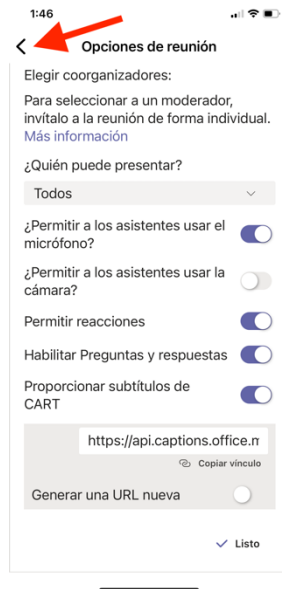 1:46
Opciones de reunión
Elegir coorganizadores:
Para seleccionar a un moderador,
invítalo a la reunión de forma individual.
Más información
¿Quién puede presentar?
Todos
¿Permitir a los asistentes usar el
micrófono?
¿Permitir a los asistentes usar la
cámara?
Permitir reacciones
Habilitar Preguntas y respuestas
Proporcionar subtítulos de
CART
https://api.captions.office.m
Copiar vínculo
Generar una URL nueva
Listo